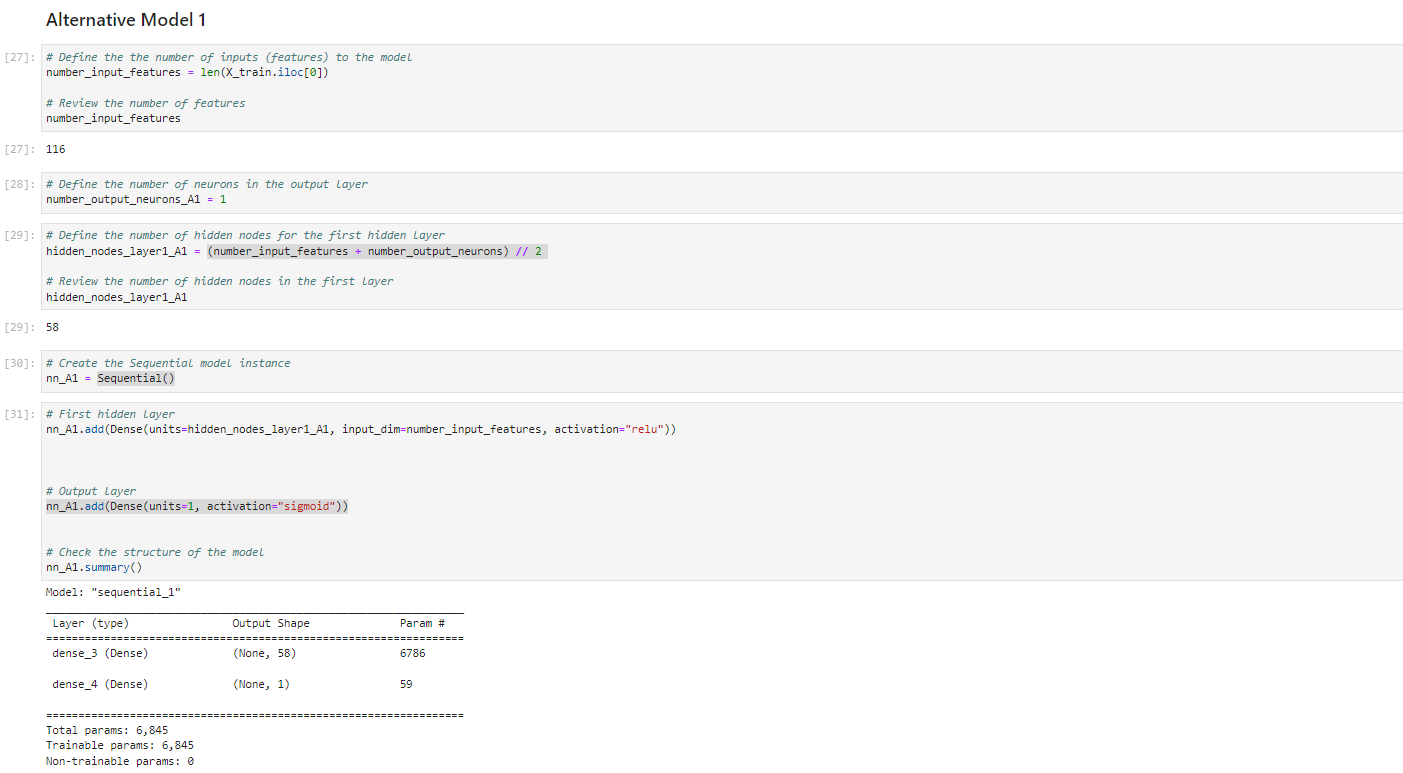 Alternative Model 1
[27]: # Define the the number of inputs (features) to the model
number_input_features = len(X_train.iloc[0])
# Review the number of features
number_input_features
[27]: 116
[28]: # Define the number of neurons in the output layer
number_output_neurons_A1 = 1
[29]: # Define the number of hidden nodes for the first hidden layer
hidden_nodes_layer1_A1 = (number_input_features + number_output_neurons) // 2
# Review the number of hidden nodes in the first layer
hidden_nodes_layer1_A1
[29]: 58
[30]: # Create the Sequential model instance
nn_A1 = Sequential()
[31]: # First hidden layer
nn_A1.add(Dense(units=hidden_nodes_layer1_A1, input_dim=number_input_features, activation="relu"))
# Output layer
nn_A1.add(Dense(units=1, activation="sigmoid"))
# Check the structure of the model
nn_A1.summary()
Model: "sequential_1"
_________________________________________________________________
Layer (type) Output Shape Param #
=================================================================
dense_3 (Dense) (None, 58) 6786
dense_4 (Dense) (None, 1) 59
=================================================================
Total params: 6,845
Trainable params: 6,845
Non-trainable params: 0